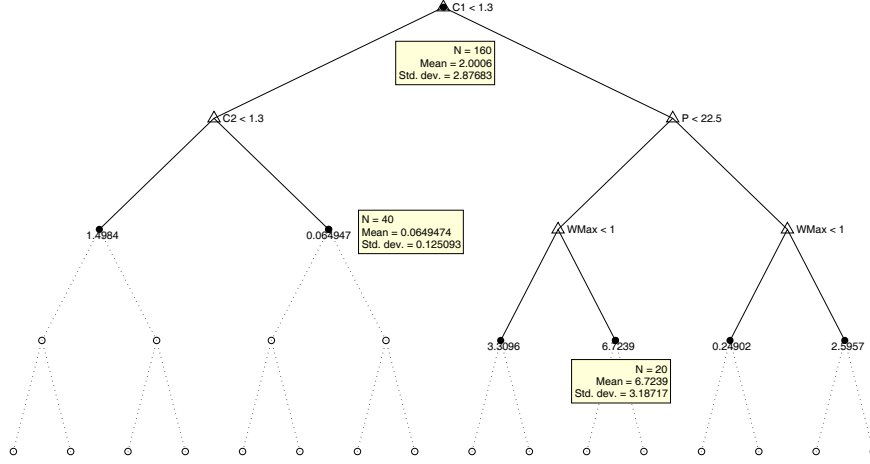 C1 < 1.3
N = 160
Mean = 2.0006
Std. dev. = 2.87683
C2 < 1.3
P < 22.5
1.4984
0.064947
N = 40
Mean = 0.0649474
Std. dev. = 0.125093
WMax < 1
WMax < 1
3.3096
6.7239
0.24902
2.5957
N = 20
Mean = 6.7239
Std. dev. = 3.18717